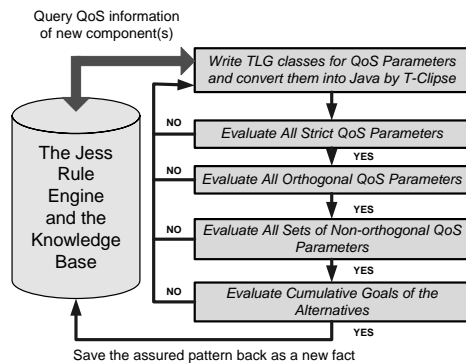 Query QoS information
of new component(s)
Write TLG classes for QoS Parameters
and convert them into Java by T-Clipse
NO
Evaluate All Strict QoS Parameters
YES
NO
Evaluate All Orthogonal QoS Parameters
YES
NO
Evaluate All Sets of Non-orthogonal QoS
Parameters
YES
NO
Evaluate Cumulative Goals of the
Alternatives
YES
The Jess
Rule
Engine
and the
Knowledge
Base
Save the assured pattern back as a new fact